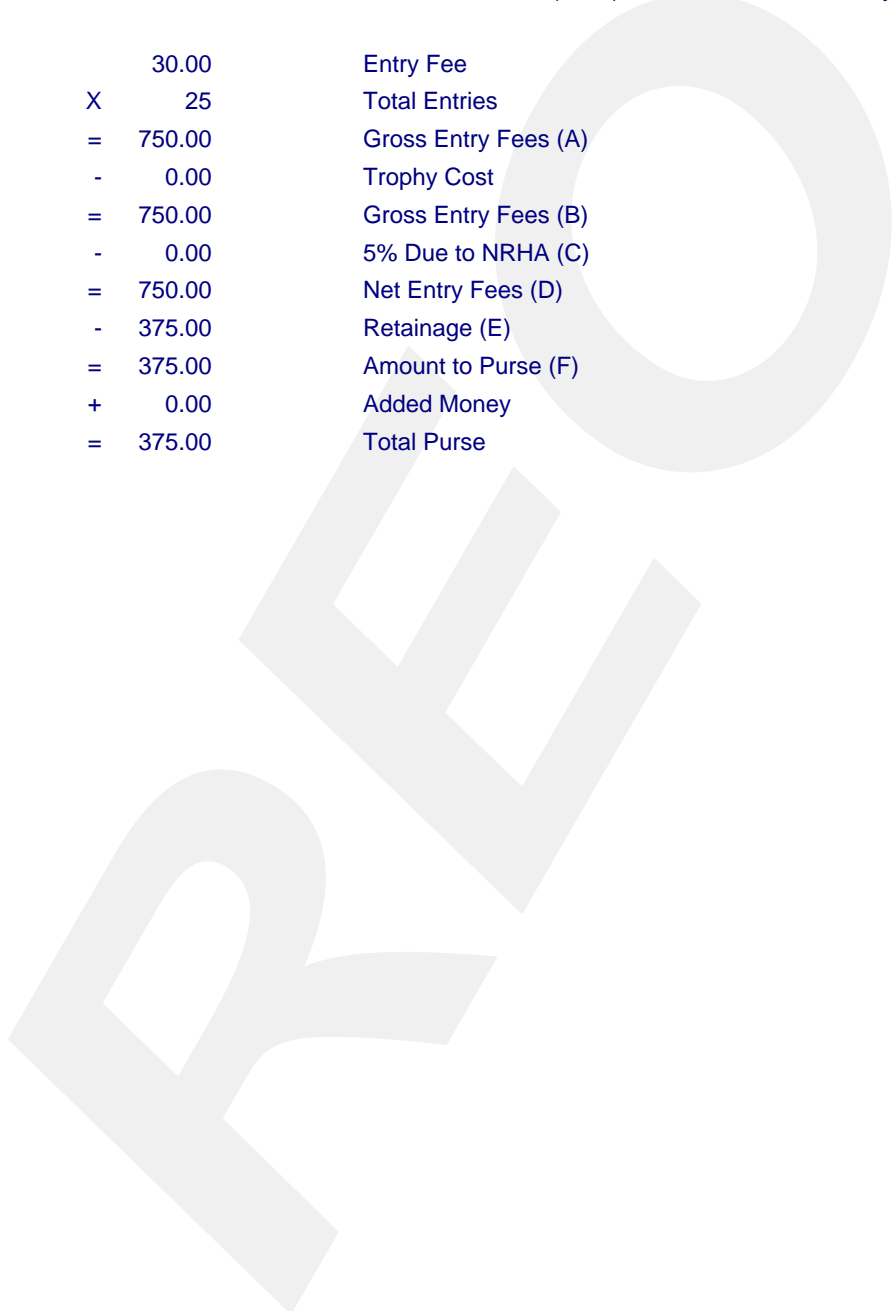 30.00 Entry Fee
X 25 Total Entries
= 750.00 Gross Entry Fees (A)
- 0.00 Trophy Cost
= 750.00 Gross Entry Fees (B)
- 0.00 5% Due to NRHA (C)
= 750.00 Net Entry Fees (D)
- 375.00 Retainage (E)
= 375.00 Amount to Purse (F)
+ 0.00 Added Money
= 375.00 Total Purse
REO